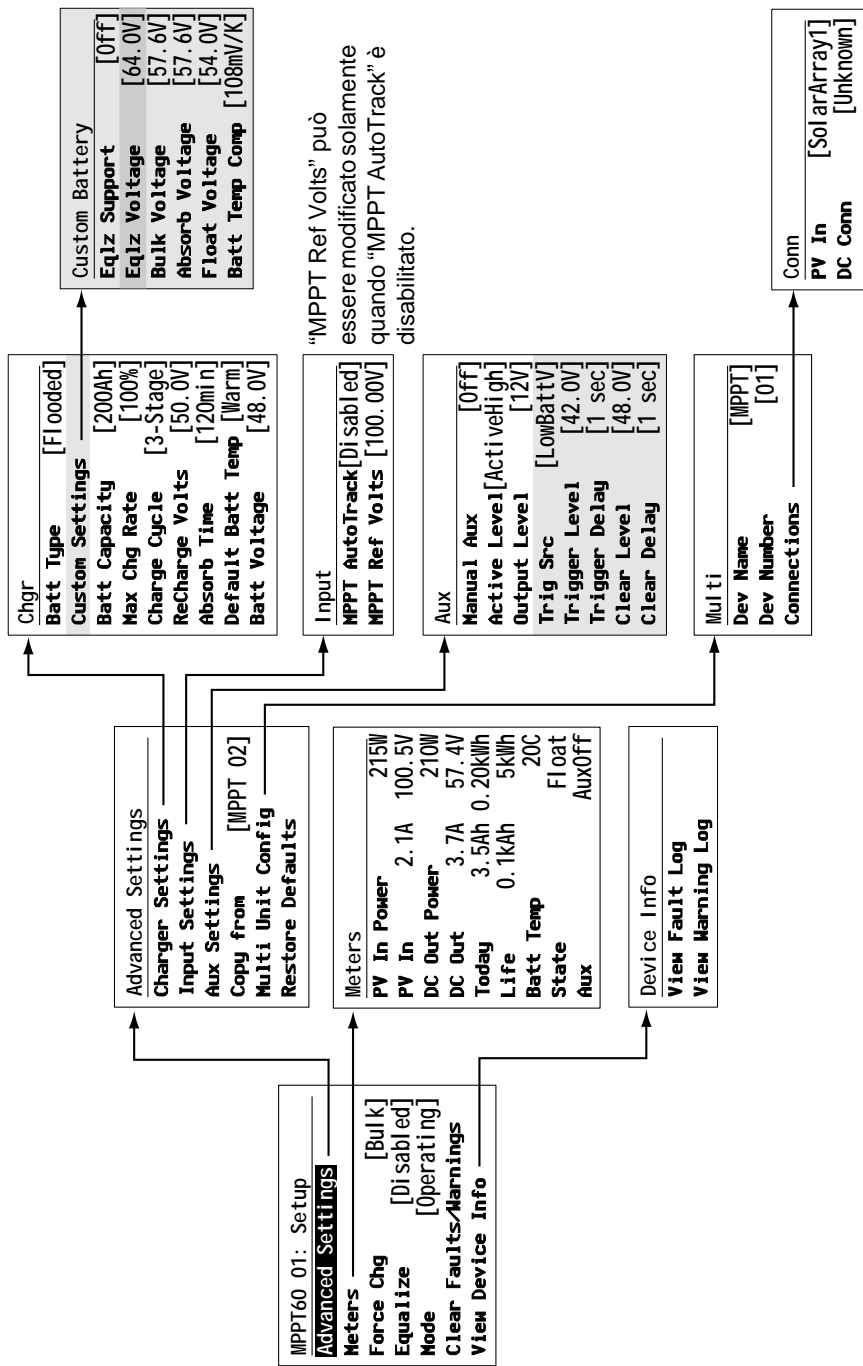 MPPT60 01: Setup
Advanced Settings
Meters
Force Chg [Bulk]
Equalize [Disabled]
Mode [Operating]
Clear Faults/Warnings
View Device Info
Advanced Settings
Charger Settings
Input Settings
Aux Settings
Copy from [MPPT 02]
Multi Unit Config
Restore Defaults
Meters
PV In Power 215W
PV In 2.1A 100.5V
DC Out Power 210W
DC Out 3.7A 57.4V
Today 3.5Ah 0.20kWh
Life 0.1kAh 5kWh
Batt Temp 20C
State Float
Aux AuxOff
Device Info
View Fault Log
View Warning Log
Chgr
Batt Type [Flooded]
Custom Settings
Batt Capacity [200Ah]
Max Chg Rate [100%]
Charge Cycle [3-Stage]
ReCharge Volts [50.0V]
Absorb Time [120min]
Default Batt Temp [Warm]
Batt Voltage [48.0V]
Input
MPPT AutoTrack[Disabled]
MPPT Ref Volts [100.00V]
"MPPT Ref Volts" può
essere modificato solamente
quando "MPPT AutoTrack" è
disabilitato.
Aux
Manual Aux [Off]
Active Level[ActiveHigh]
Output Level [12V]
Trig Src [LowBattV]
Trigger Level [42.0V]
Trigger Delay [1 sec]
Clear Level [48.0V]
Clear Delay [1 sec]
Multi
Dev Name [MPPT]
Dev Number [01]
Connections
Custom Battery
Eqlz Support [Off]
Eqlz Voltage [64.0V]
Bulk Voltage [57.6V]
Absorb Voltage [57.6V]
Float Voltage [54.0V]
Batt Temp Comp [108mV/K]
Conn
PV In [SolarArray1]
DC Conn [Unknown]